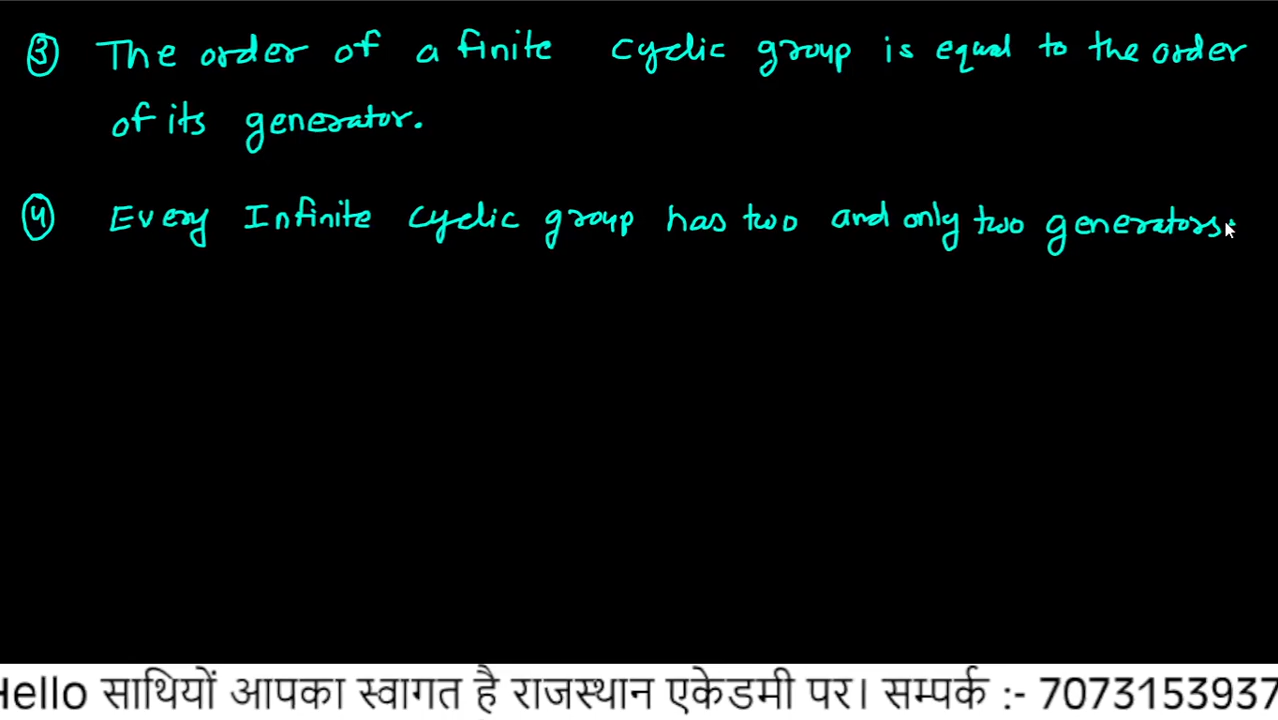 ③ The order of a finite cyclic group is equal to the order
of its generator.
④ Every Infinite cyclic group has two and only two generators.
Hello साथियों आपका स्वागत है राजस्थान एकेडमी पर। सम्पर्क :- 7073153937